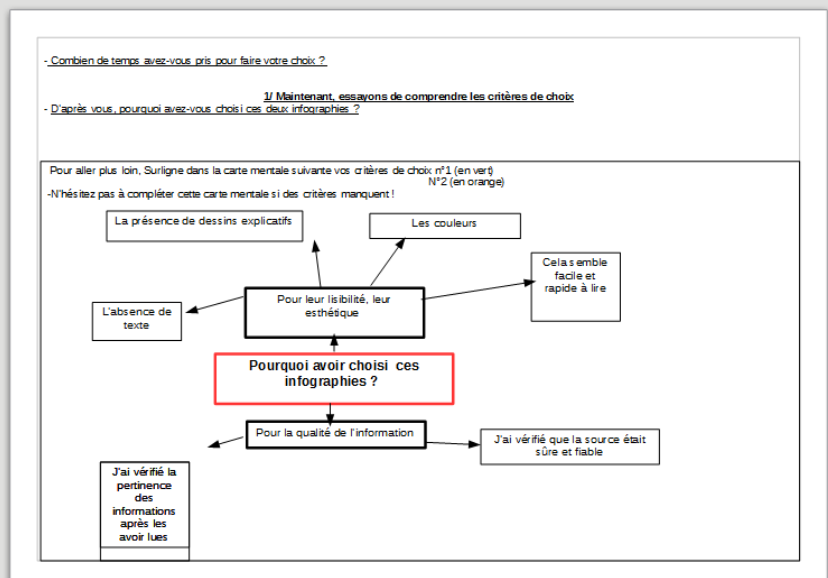 - Combien de temps avez-vous pris pour faire votre choix ?
1/ Maintenant, essayons de comprendre les critères de choix
- D'après vous, pourquoi avez-vous choisi ces deux infographies ?
Pour aller plus loin, Surligne dans la carte mentale suivante vos critères de choix n°1 (en vert)
N°2 (en orange)
-N'hésitez pas à compléter cette carte mentale si des critères manquent !
La présence de dessins explicatifs
Les couleurs
Cela semble
facile et
rapide à lire
Pour leur lisibilité, leur
esthétique
L'absence de
texte
Pourquoi avoir choisi ces
infographies ?
Pour la qualité de l'information
J'ai vérifié que la source était
sûre et fiable
J'ai vérifié la
pertinence
des
informations
après les
avoir lues